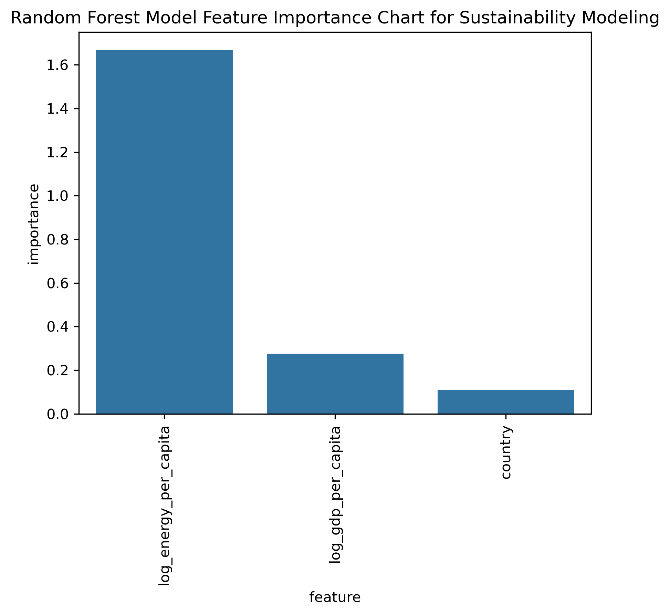 Random Forest Model Feature Importance Chart for Sustainability Modeling
importance
1.6
1.4
1.2
1.0
0.8
0.6
0.4
0.2
0.0
log_energy_per_capita
log_gdp_per_capita
country
feature